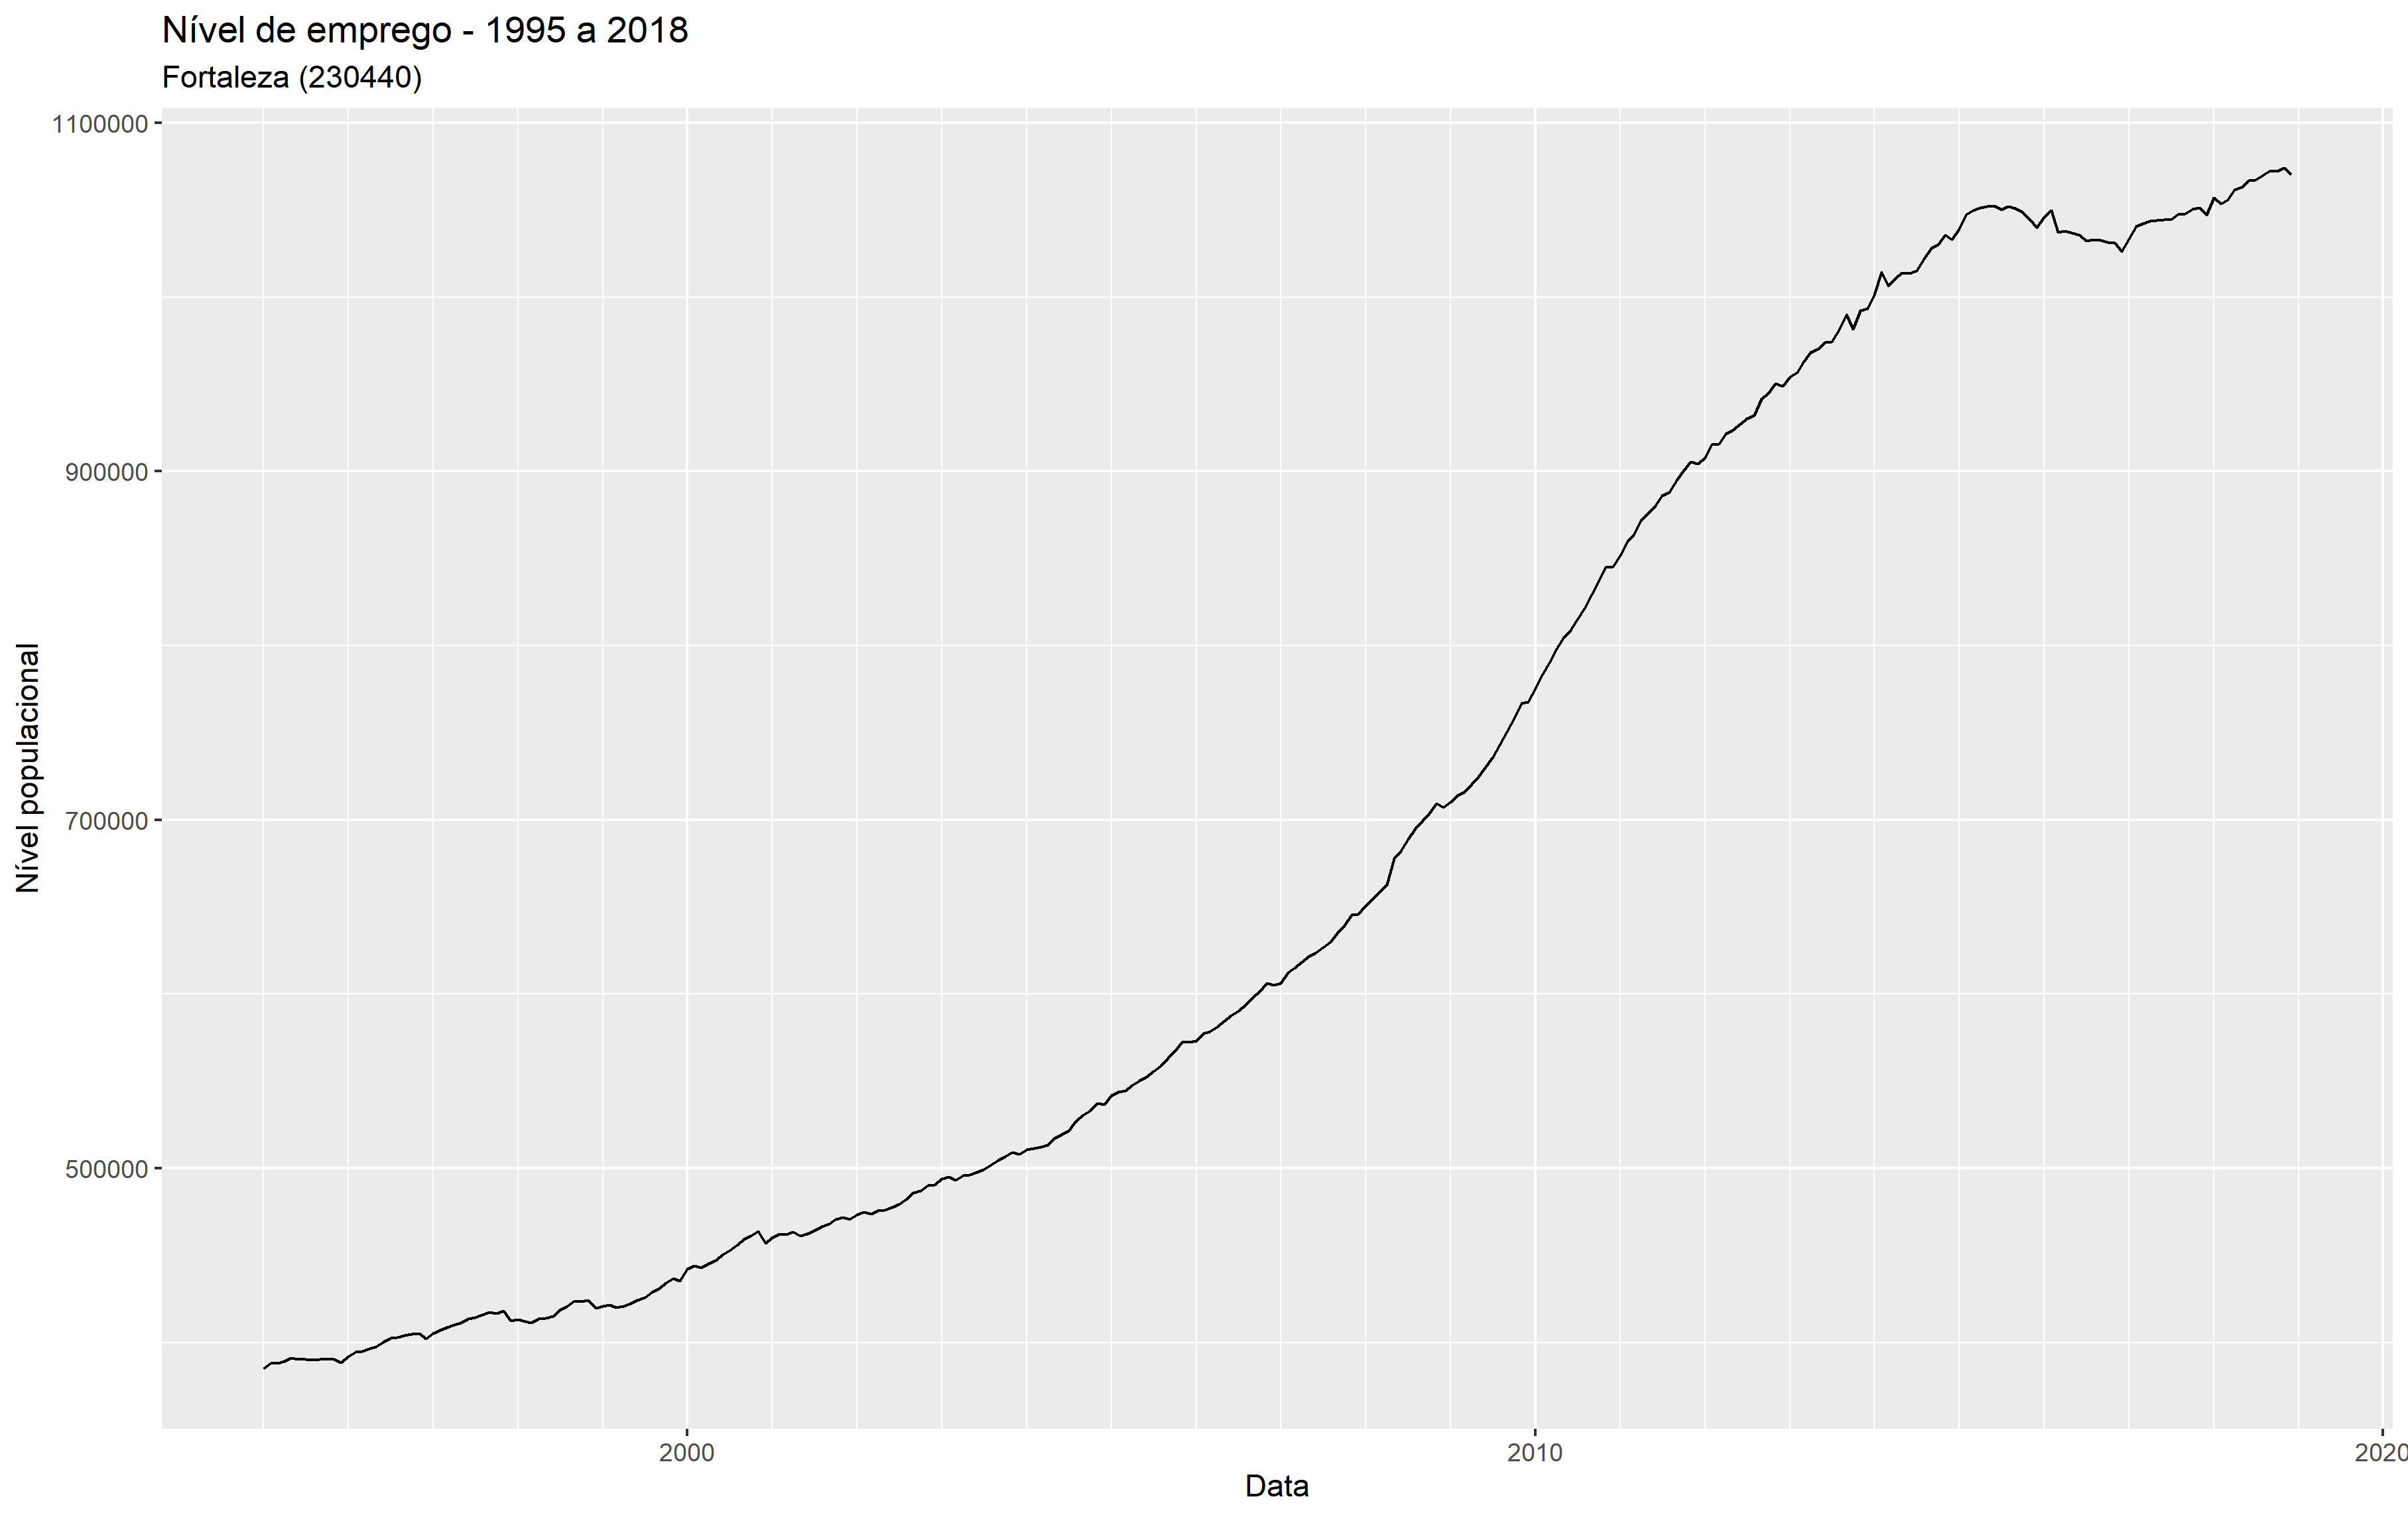 Nível de emprego - 1995 a 2018
Fortaleza (230440)
1100000
900000
700000
500000
Nível populacional
2000
2010
2020
Data